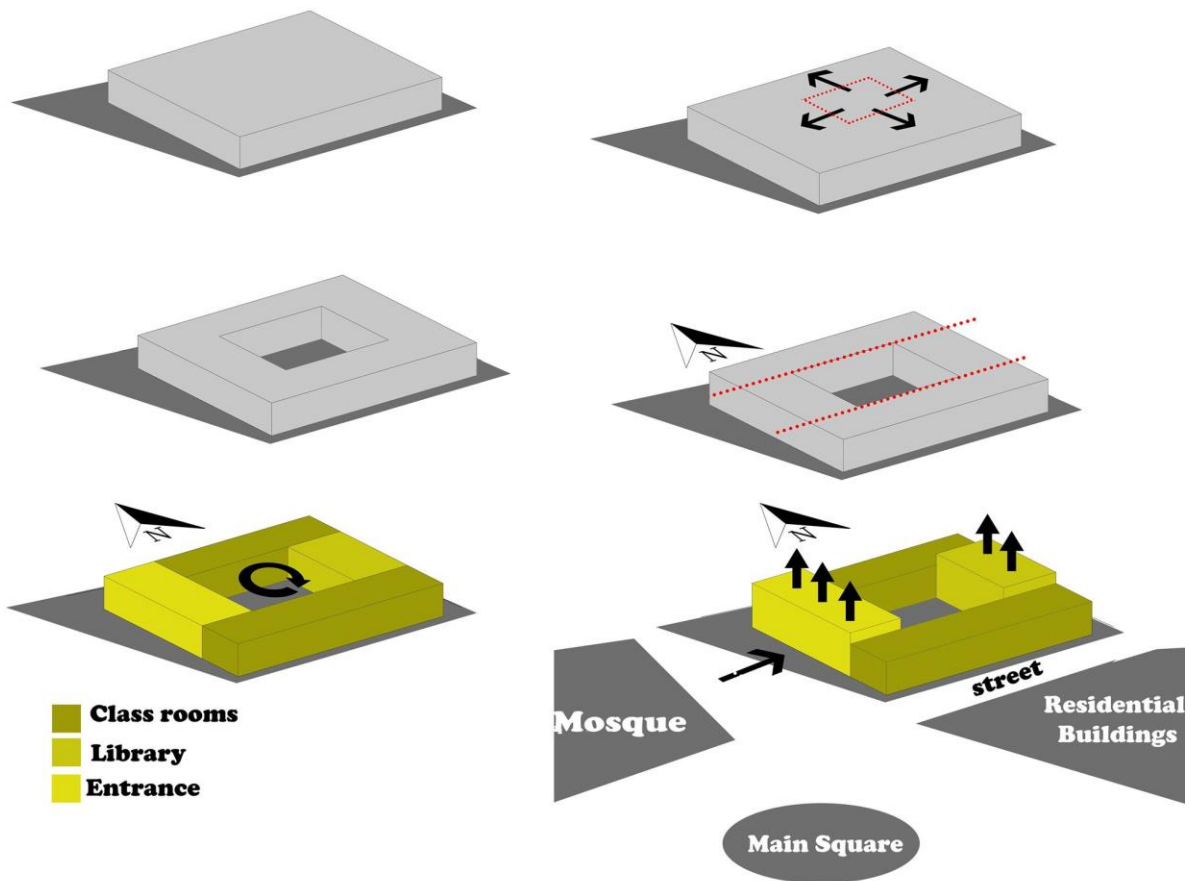 N
N
N
Class rooms
Library
Entrance
street
Mosque
Residential
Buildings
Main Square